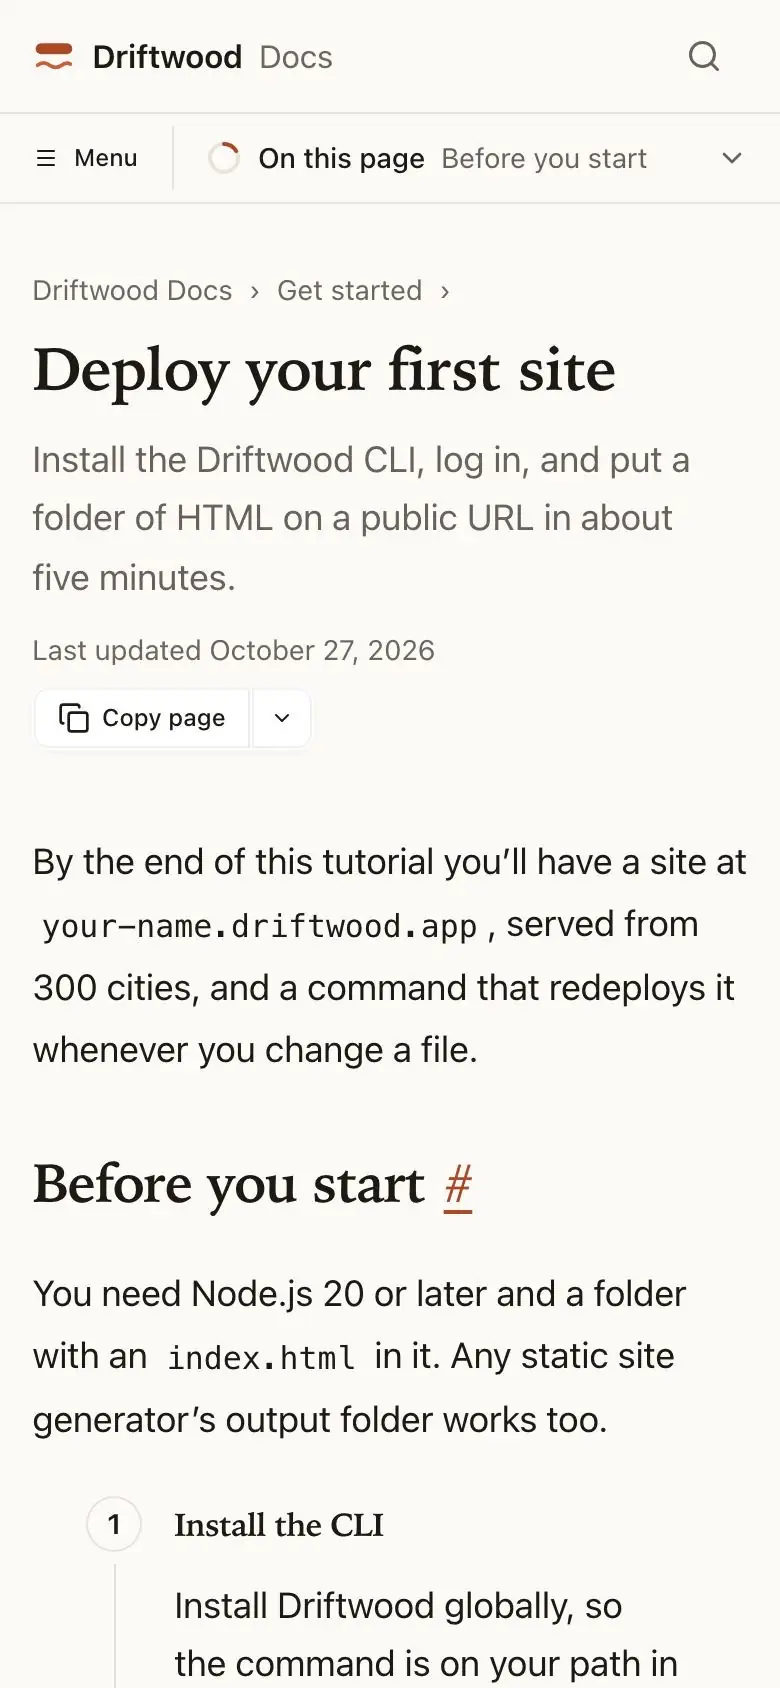 Driftwood Docs
Menu
On this page Before you start
Driftwood Docs › Get started ›
Deploy your first site
Install the Driftwood CLI, log in, and put a
folder of HTML on a public URL in about
five minutes.
Last updated October 27, 2026
Copy page
By the end of this tutorial you’ll have a site at
your-name.driftwood.app , served from
300 cities, and a command that redeploys it
whenever you change a file.
Before you start #
You need Node.js 20 or later and a folder
with an index.html in it. Any static site
generator’s output folder works too.
1 Install the CLI
Install Driftwood globally, so
the command is on your path in